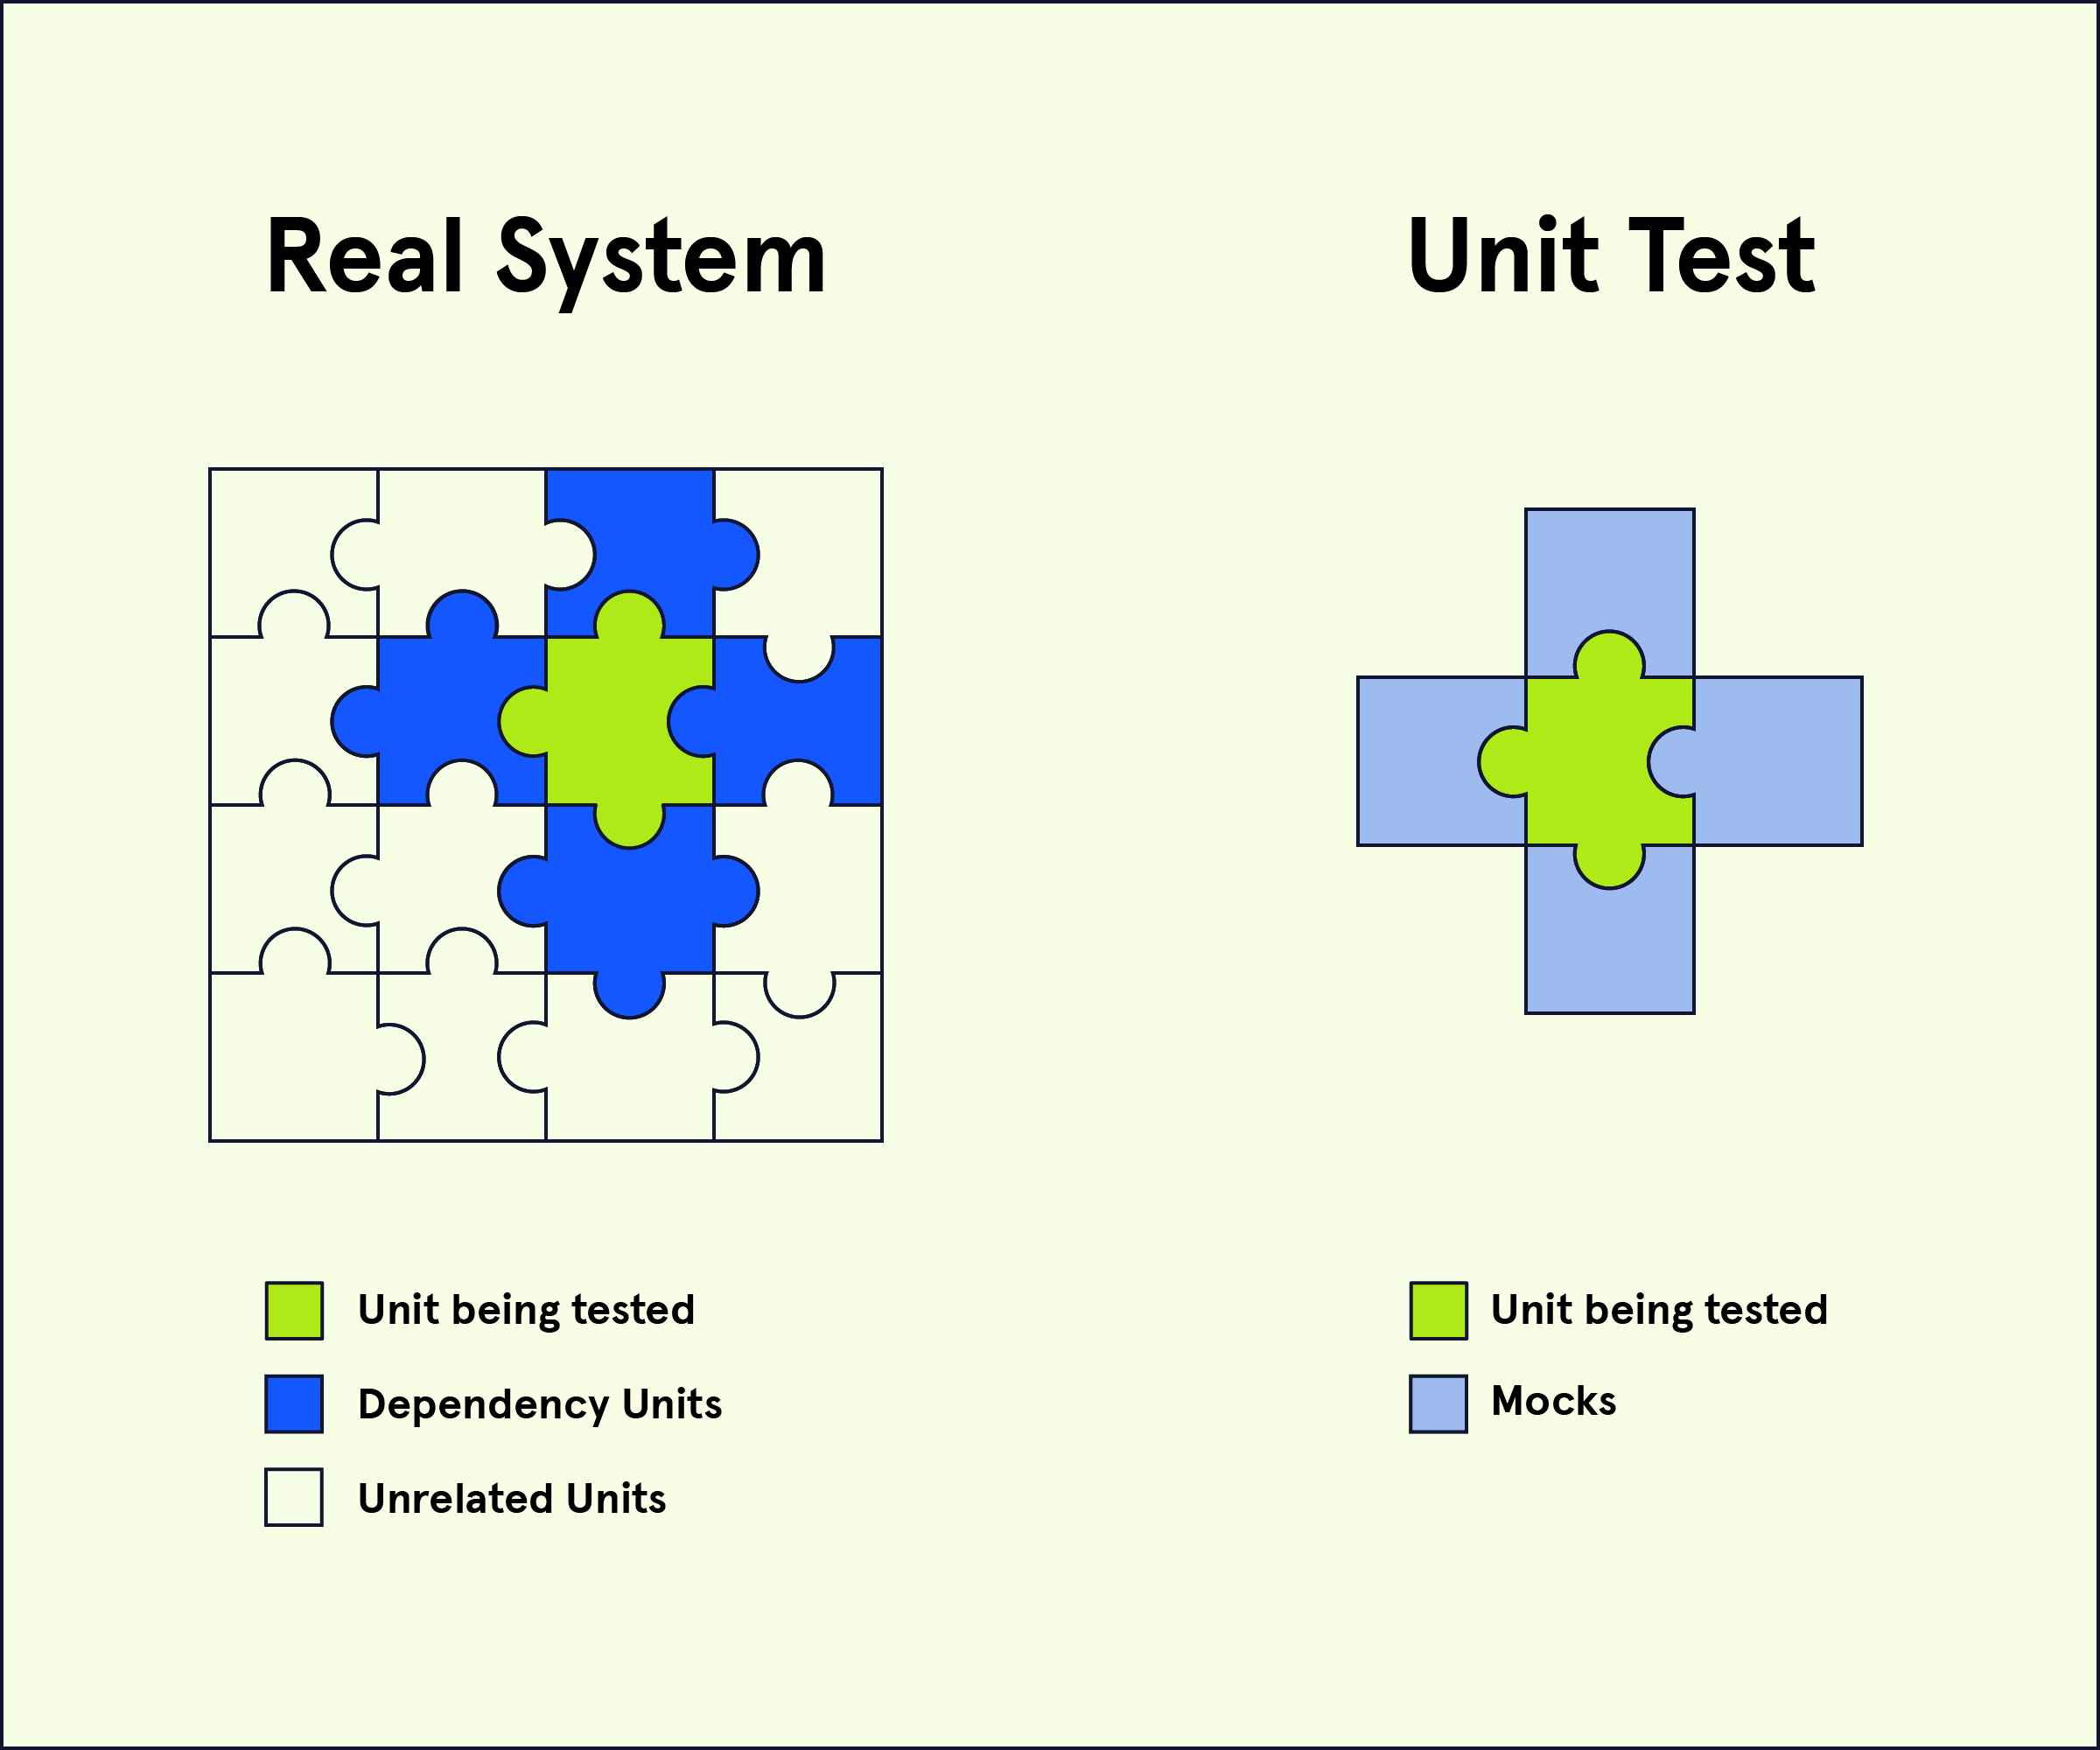 Real System
Unit Test
Unit being tested
Dependency Units
Unrelated Units
Unit being tested
Mocks